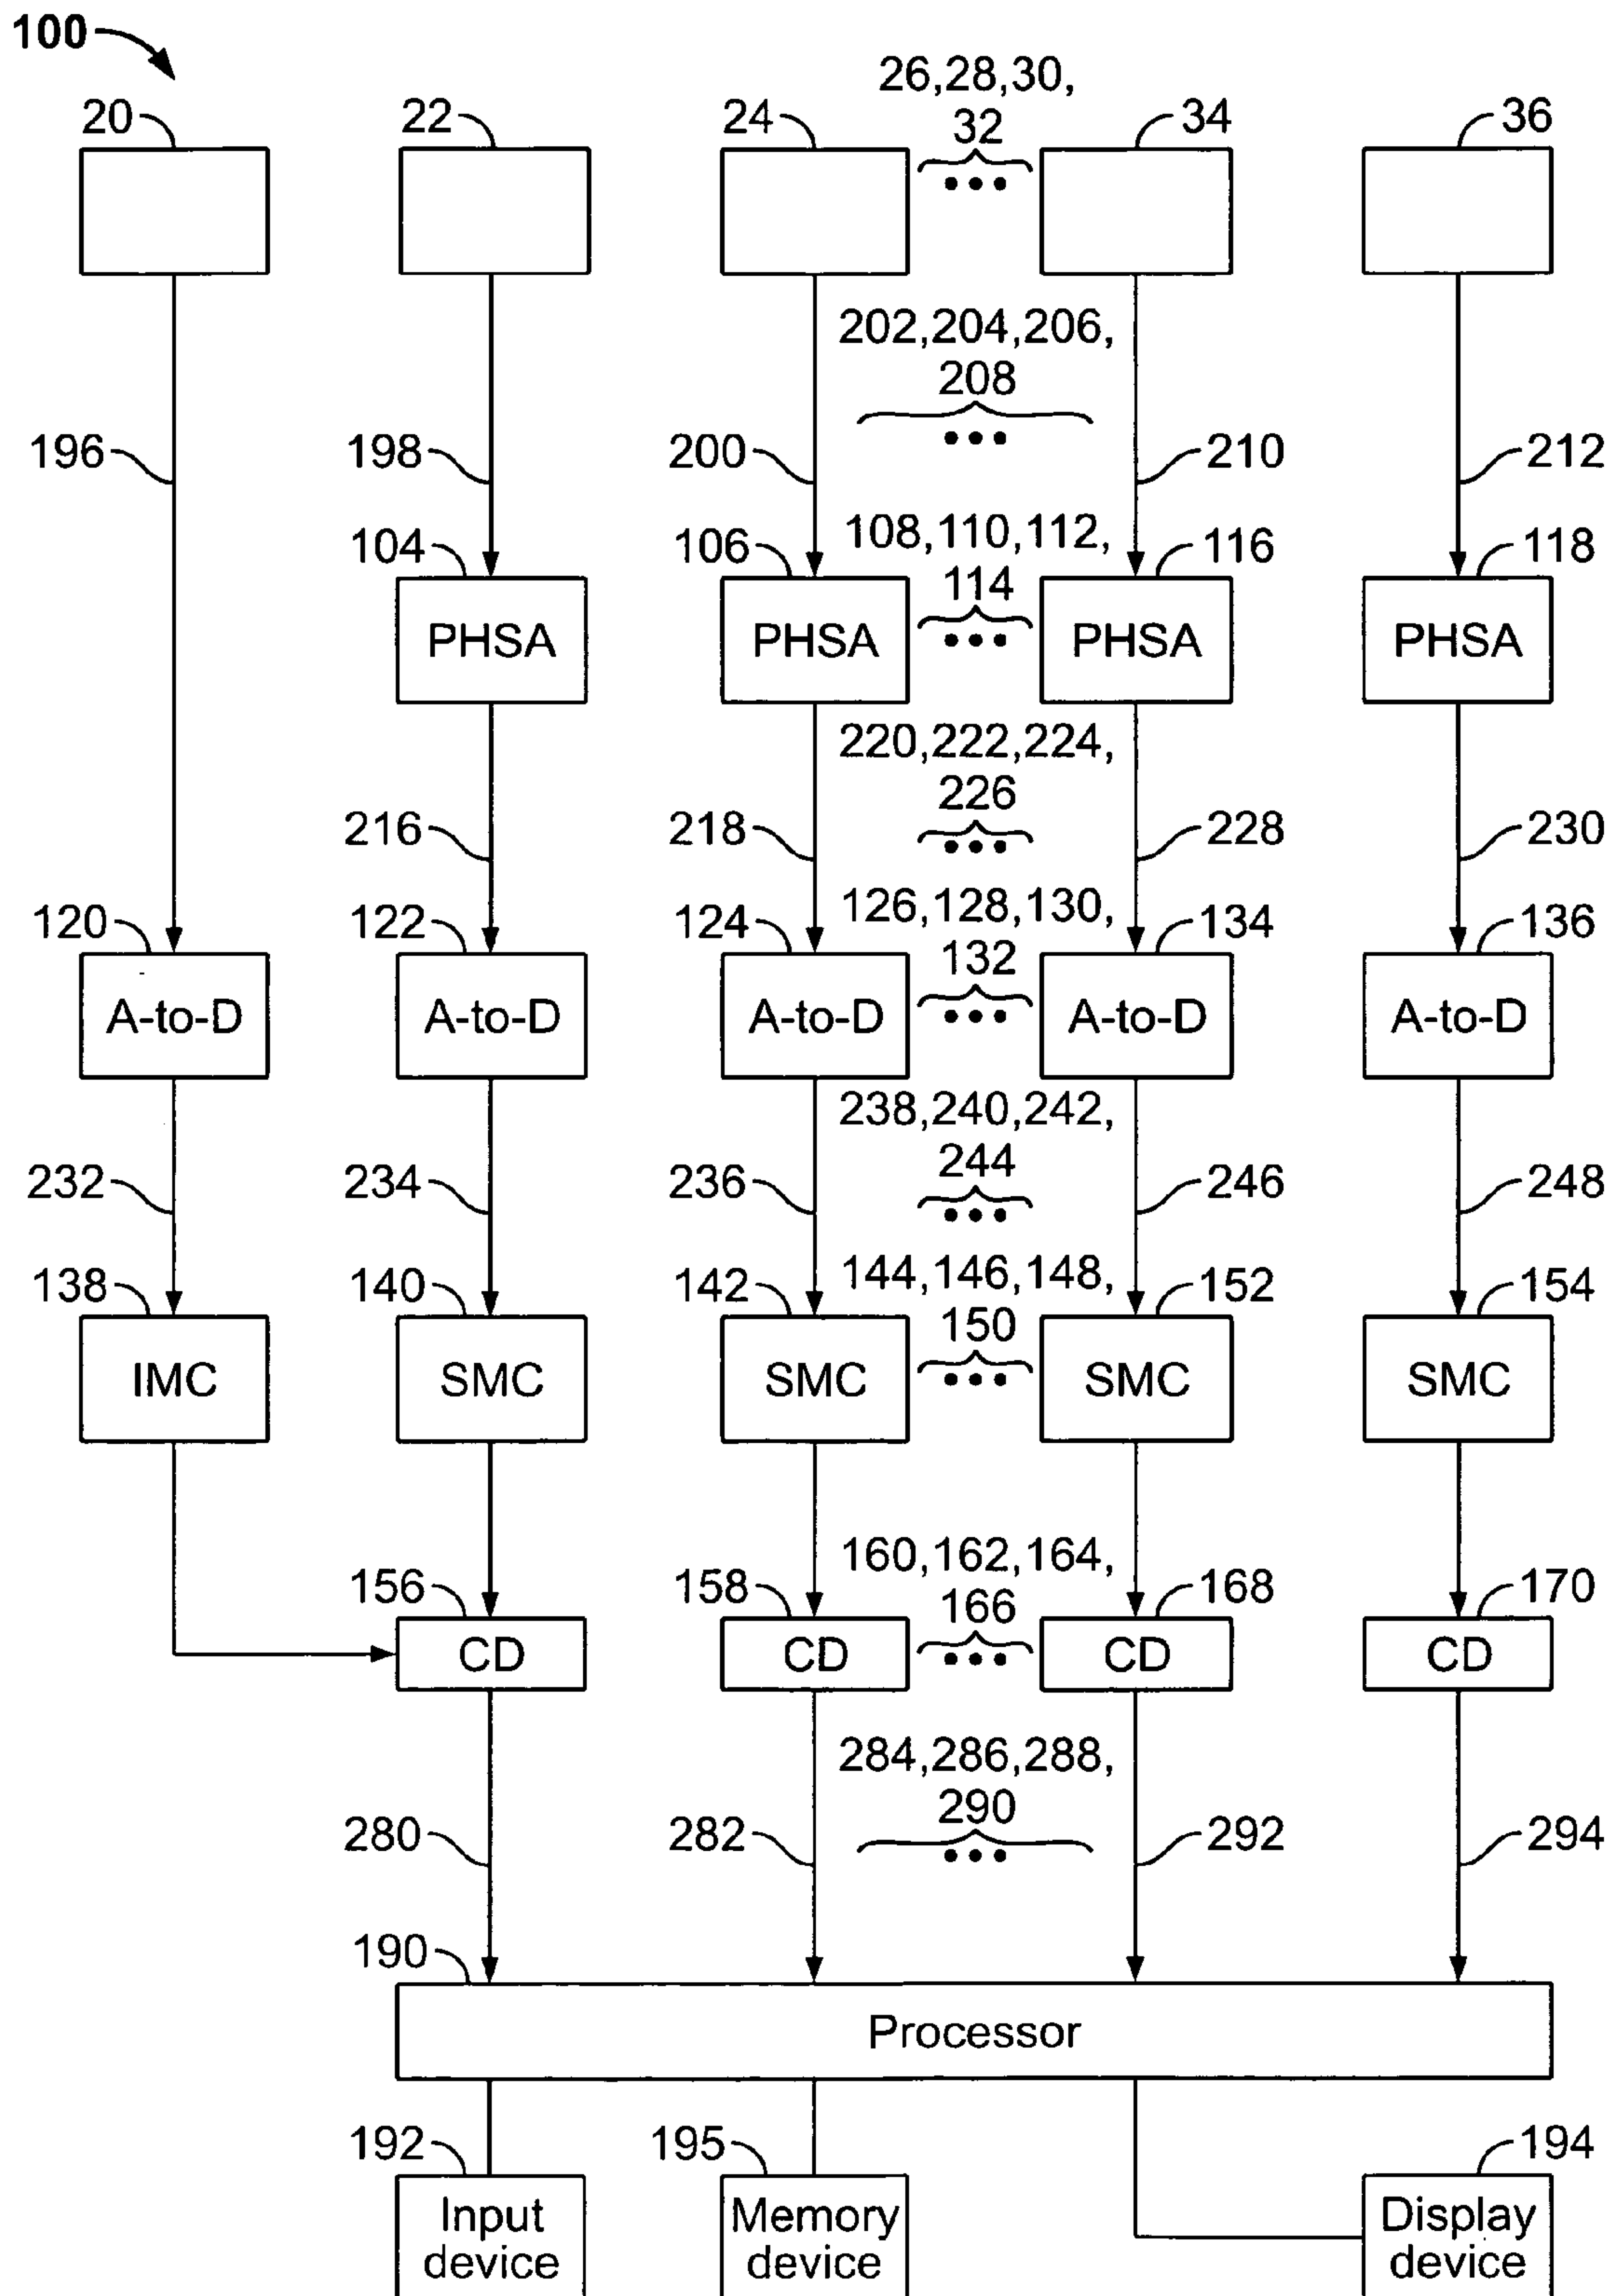 100
26,28,30,
20 22 24 32 34 36
202,204,206,
208
196 198 200 210 212
108,110,112,
104 106 114 116 118
PHSA PHSA PHSA PHSA
220,222,224,
226
216 218 228 230
126,128,130,
120 122 124 132 134 136
A-to-D A-to-D A-to-D A-to-D A-to-D
238,240,242,
244
232 234 236 246 248
144,146,148,
138 140 142 150 152 154
IMC SMC SMC SMC SMC
160,162,164,
156 158 166 168 170
CD CD CD CD
284,286,288,
290
280 282 292 294
190
Processor
192 195 194
Input Memory Display
device device device